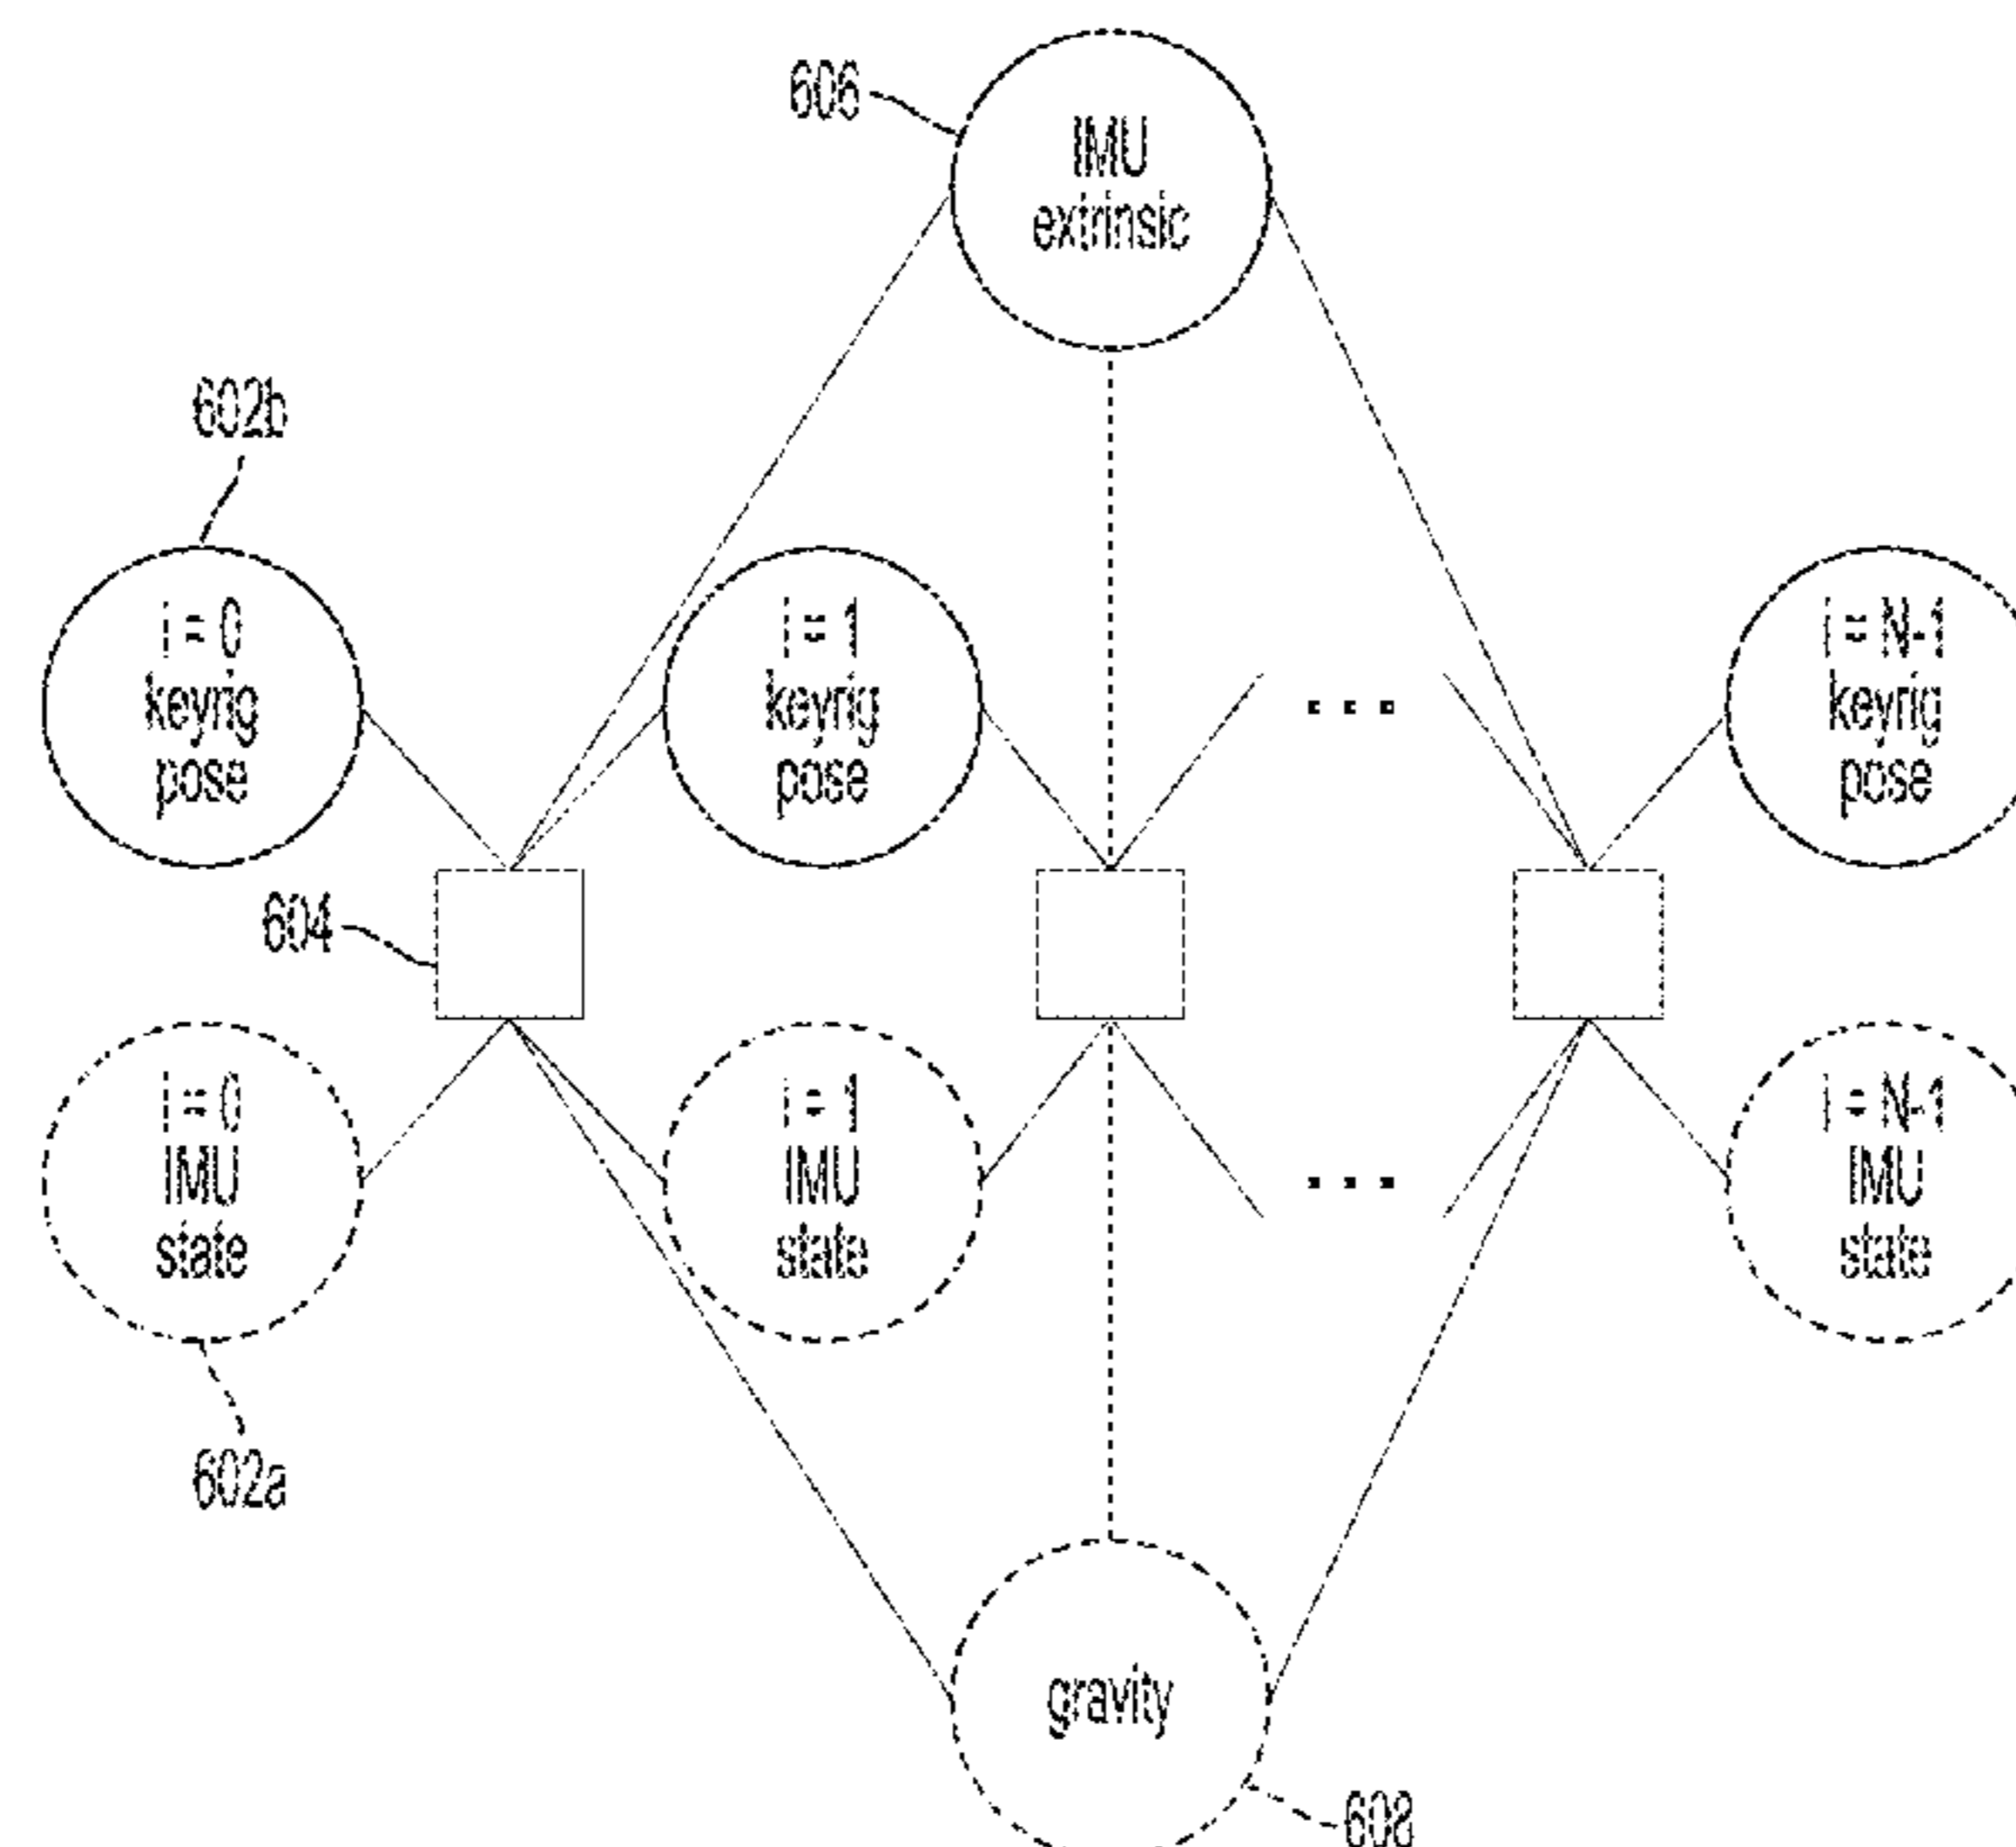 606
IMU
extrinsic
602b
i = 0
keyrig
pose
i = 1
keyrig
pose
...
i = N-1
keyrig
pose
604
i = 0
IMU
state
i = 1
IMU
state
...
i = N-1
IMU
state
602a
gravity
608